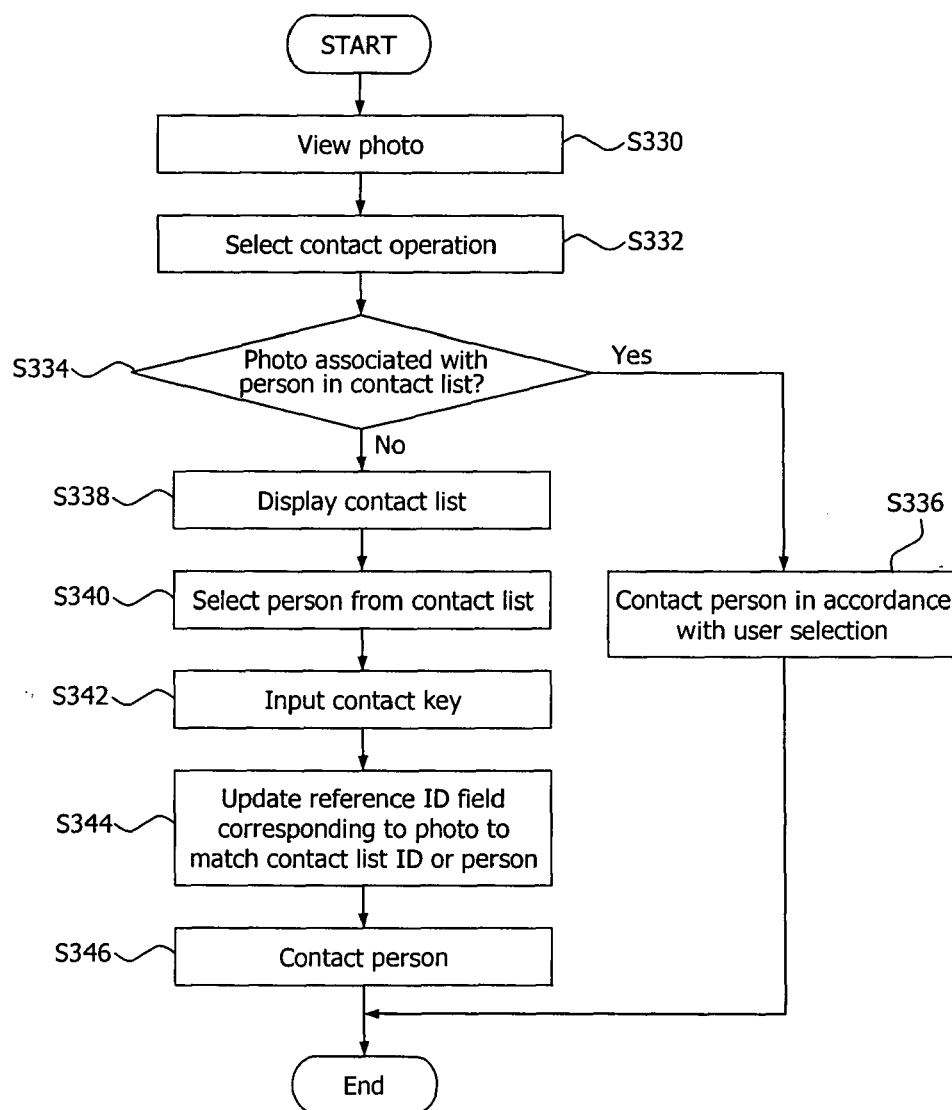 START
View photo
S330
Select contact operation
S332
S334
Photo associated with
person in contact list?
Yes
No
S338
Display contact list
S336
S340
Select person from contact list
Contact person in accordance
with user selection
S342
Input contact key
S344
Update reference ID field
corresponding to photo to
match contact list ID or person
S346
Contact person
End